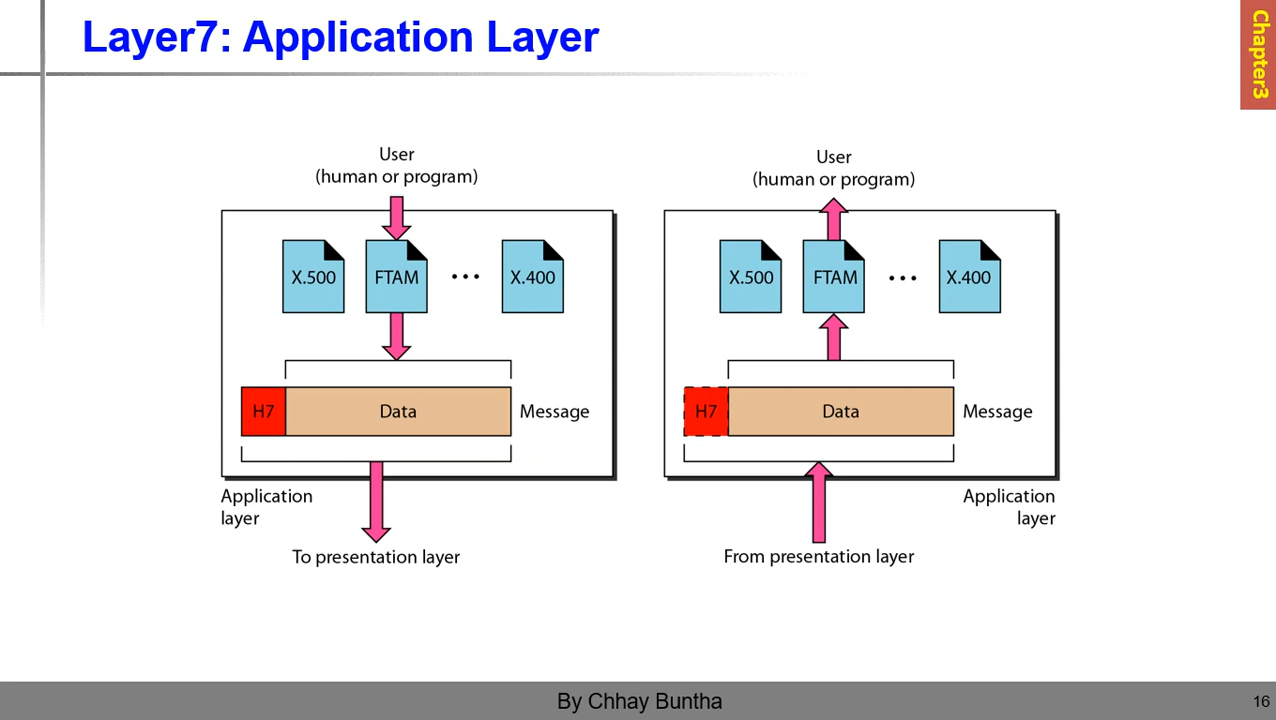 Layer7: Application Layer
Chapter3
User
(human or program)
X.500
FTAM
...
X.400
H7
Data
Message
Application
layer
To presentation layer
User
(human or program)
X.500
FTAM
...
X.400
H7
Data
Message
Application
layer
From presentation layer
By Chhay Buntha
16